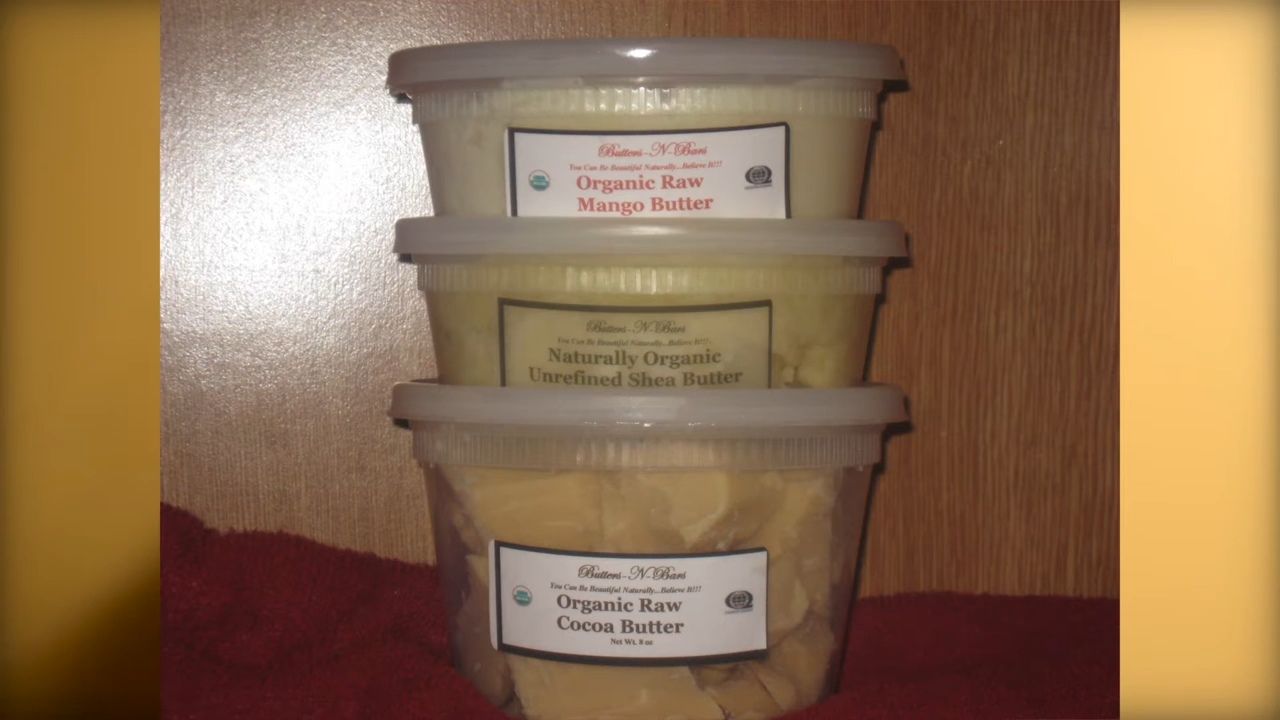 Butters-N-Bars
You Can Be Beautiful Naturally...Believe It!!!
Organic Raw
Mango Butter
Butters-N-Bars
You Can Be Beautiful Naturally...Believe It!!!
Naturally Organic
Unrefined Shea Butter
Butters-N-Bars
You Can Be Beautiful Naturally...Believe It!!!
Organic Raw
Cocoa Butter
Net Wt. 8 oz